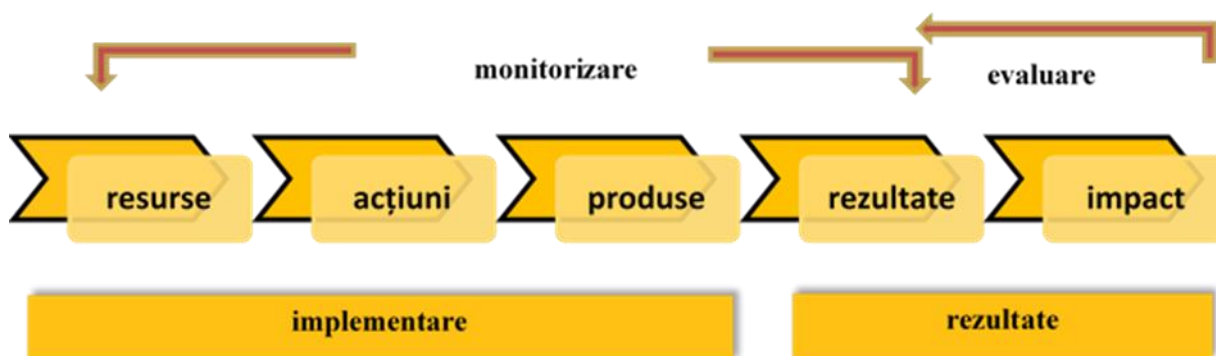 monitorizare
evaluare
resurse
acțiuni
produse
rezultate
impact
implementare
rezultate